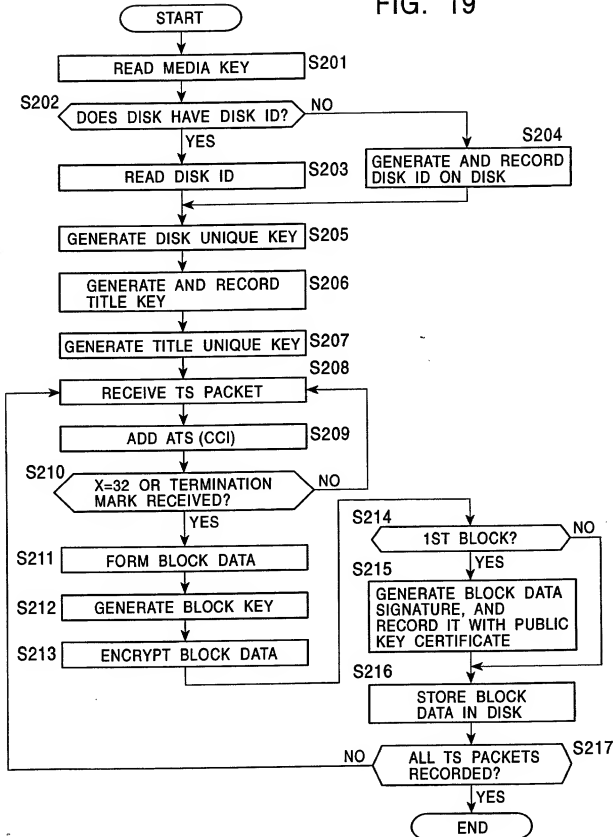 FIG. 19
START
READ MEDIA KEY
S201
S202
DOES DISK HAVE DISK ID?
NO
YES
READ DISK ID
S203
S204
GENERATE AND RECORD
DISK ID ON DISK
GENERATE DISK UNIQUE KEY
S205
GENERATE AND RECORD
TITLE KEY
S206
GENERATE TITLE UNIQUE KEY
S207
S208
RECEIVE TS PACKET
ADD ATS (CCI)
S209
S210
X=32 OR TERMINATION
MARK RECEIVED?
NO
YES
S211
FORM BLOCK DATA
S212
GENERATE BLOCK KEY
S213
ENCRYPT BLOCK DATA
S214
1ST BLOCK?
NO
YES
S215
GENERATE BLOCK DATA
SIGNATURE, AND
RECORD IT WITH PUBLIC
KEY CERTIFICATE
S216
STORE BLOCK
DATA IN DISK
S217
ALL TS PACKETS
RECORDED?
NO
YES
END